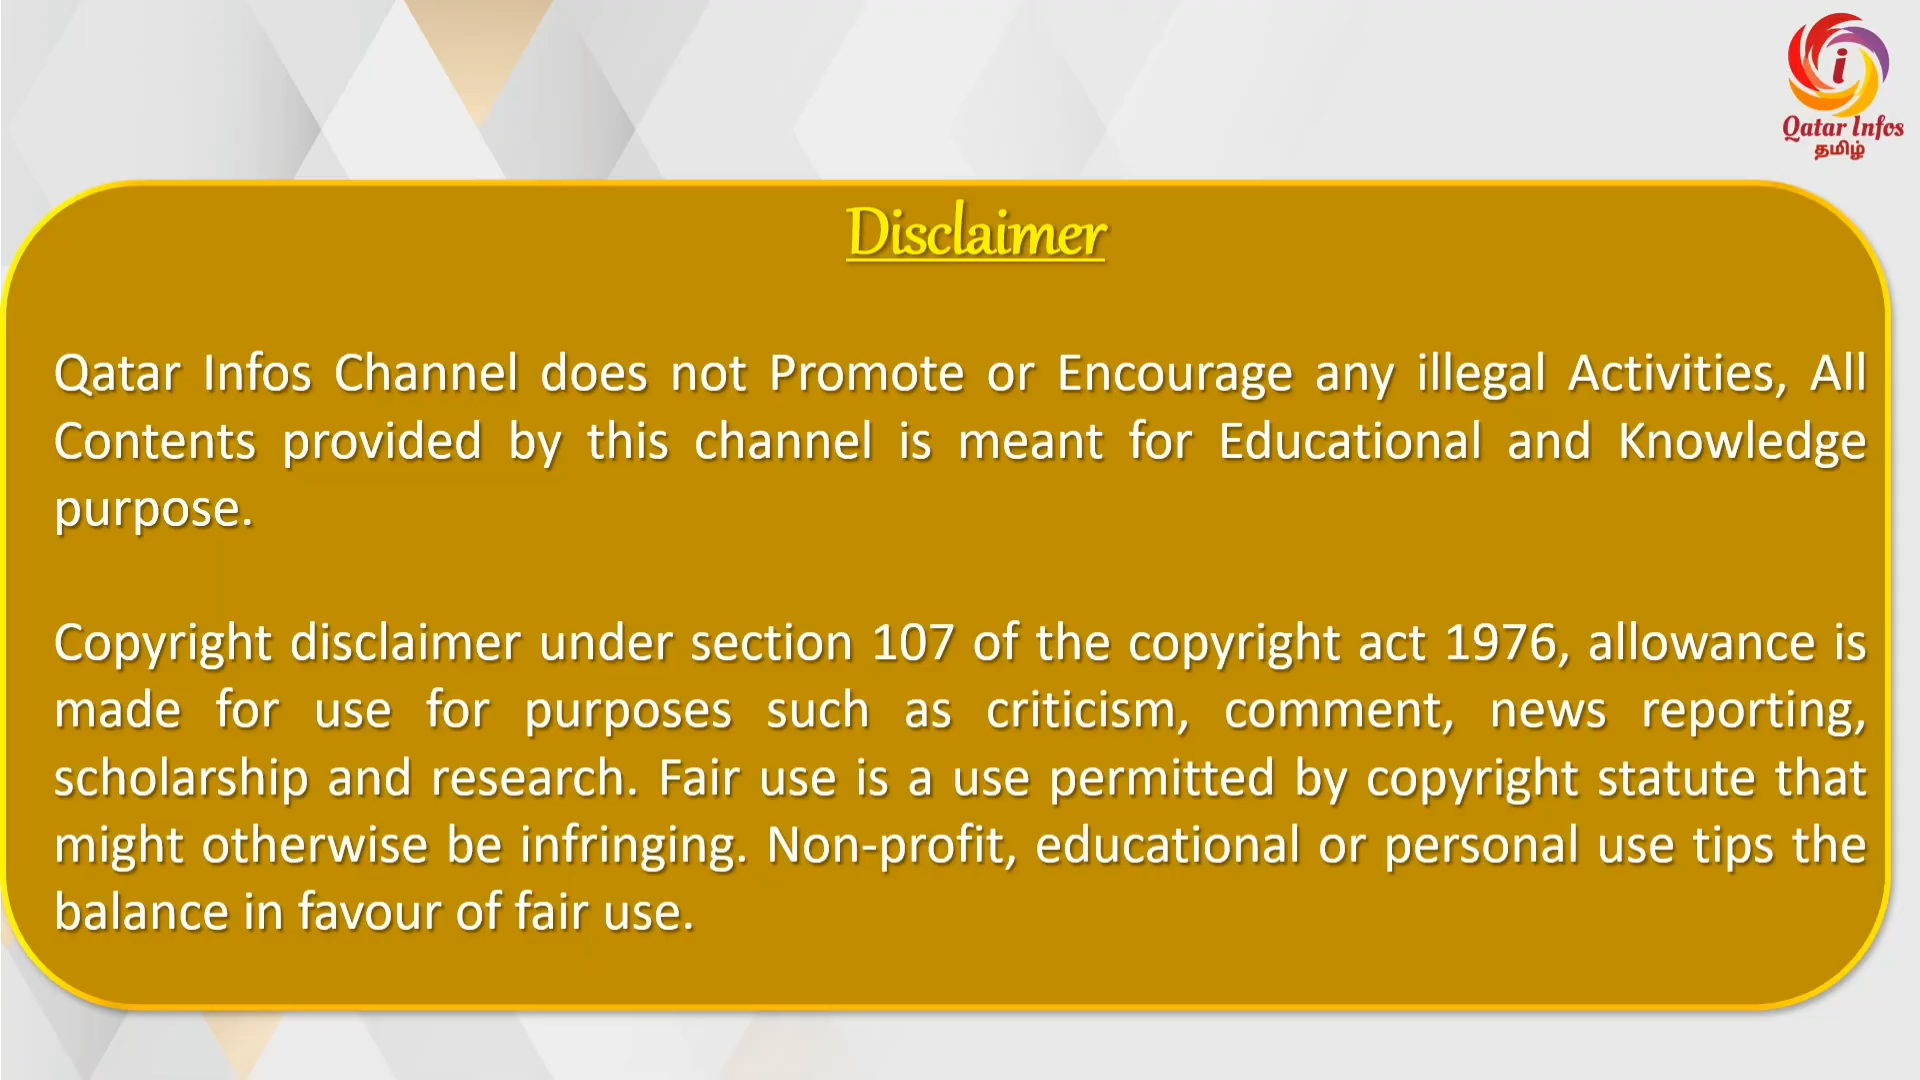 i
Qatar Infos
தமிழ்
Disclaimer
Qatar Infos Channel does not Promote or Encourage any illegal Activities, All
Contents provided by this channel is meant for Educational and Knowledge
purpose.
Copyright disclaimer under section 107 of the copyright act 1976, allowance is
made for use for purposes such as criticism, comment, news reporting,
scholarship and research. Fair use is a use permitted by copyright statute that
might otherwise be infringing. Non-profit, educational or personal use tips the
balance in favour of fair use.